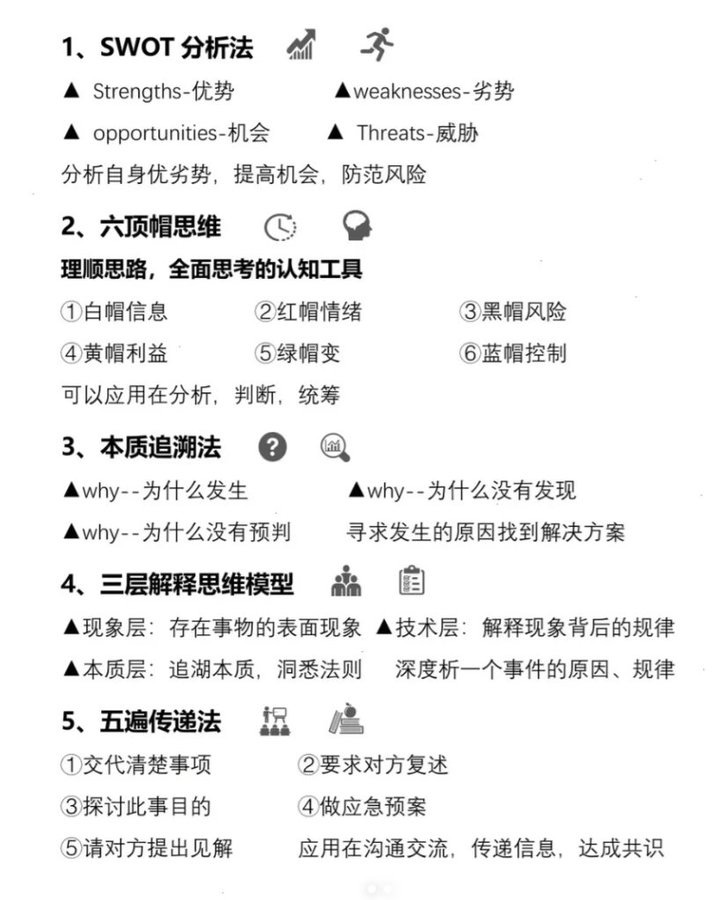 1、SWOT 分析法
▲ Strengths-优势 ▲weaknesses-劣势
▲ opportunities-机会 ▲ Threats-威胁
分析自身优劣势，提高机会，防范风险
2、六顶帽思维
理顺思路，全面思考的认知工具
①白帽信息 ②红帽情绪 ③黑帽风险
④黄帽利益 ⑤绿帽变 ⑥蓝帽控制
可以应用在分析，判断，统筹
3、本质追溯法
▲why--为什么发生 ▲why--为什么没有发现
▲why--为什么没有预判 寻求发生的原因找到解决方案
4、三层解释思维模型
▲现象层：存在事物的表面现象 ▲技术层：解释现象背后的规律
▲本质层：追湖本质，洞悉法则 深度析一个事件的原因、规律
5、五遍传递法
①交代清楚事项 ②要求对方复述
③探讨此事目的 ④做应急预案
⑤请对方提出见解 应用在沟通交流，传递信息，达成共识